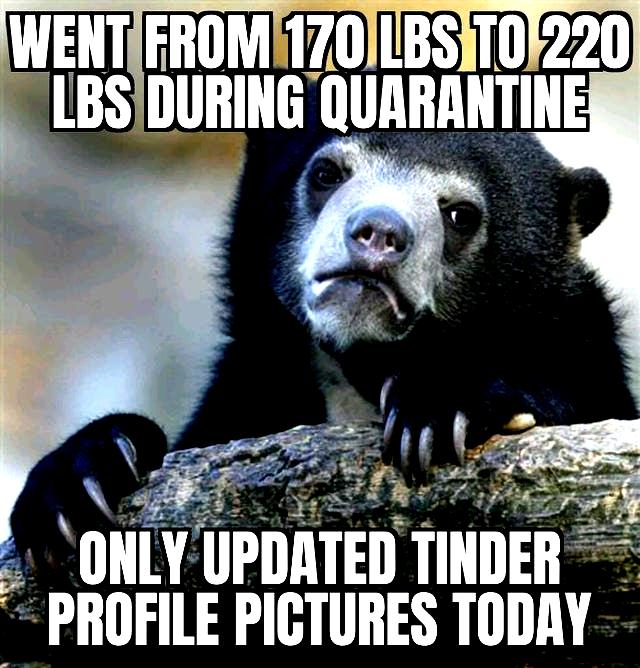 WENT FROM 170 LBS TO 220
LBS DURING QUARANTINE
ONLY UPDATED TINDER
PROFILE PICTURES TODAY